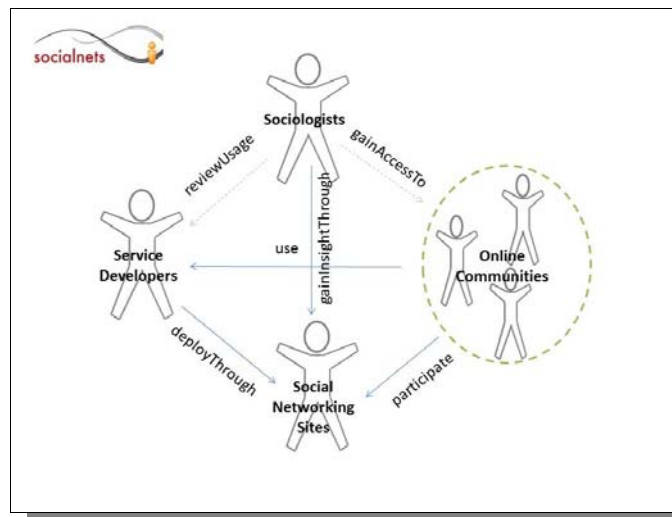 socialnets
Sociologists
reviewUsage
gainAccessTo
gainInsightThrough
use
Service
Developers
Online
Communities
deployThrough
participate
Social
Networking
Sites